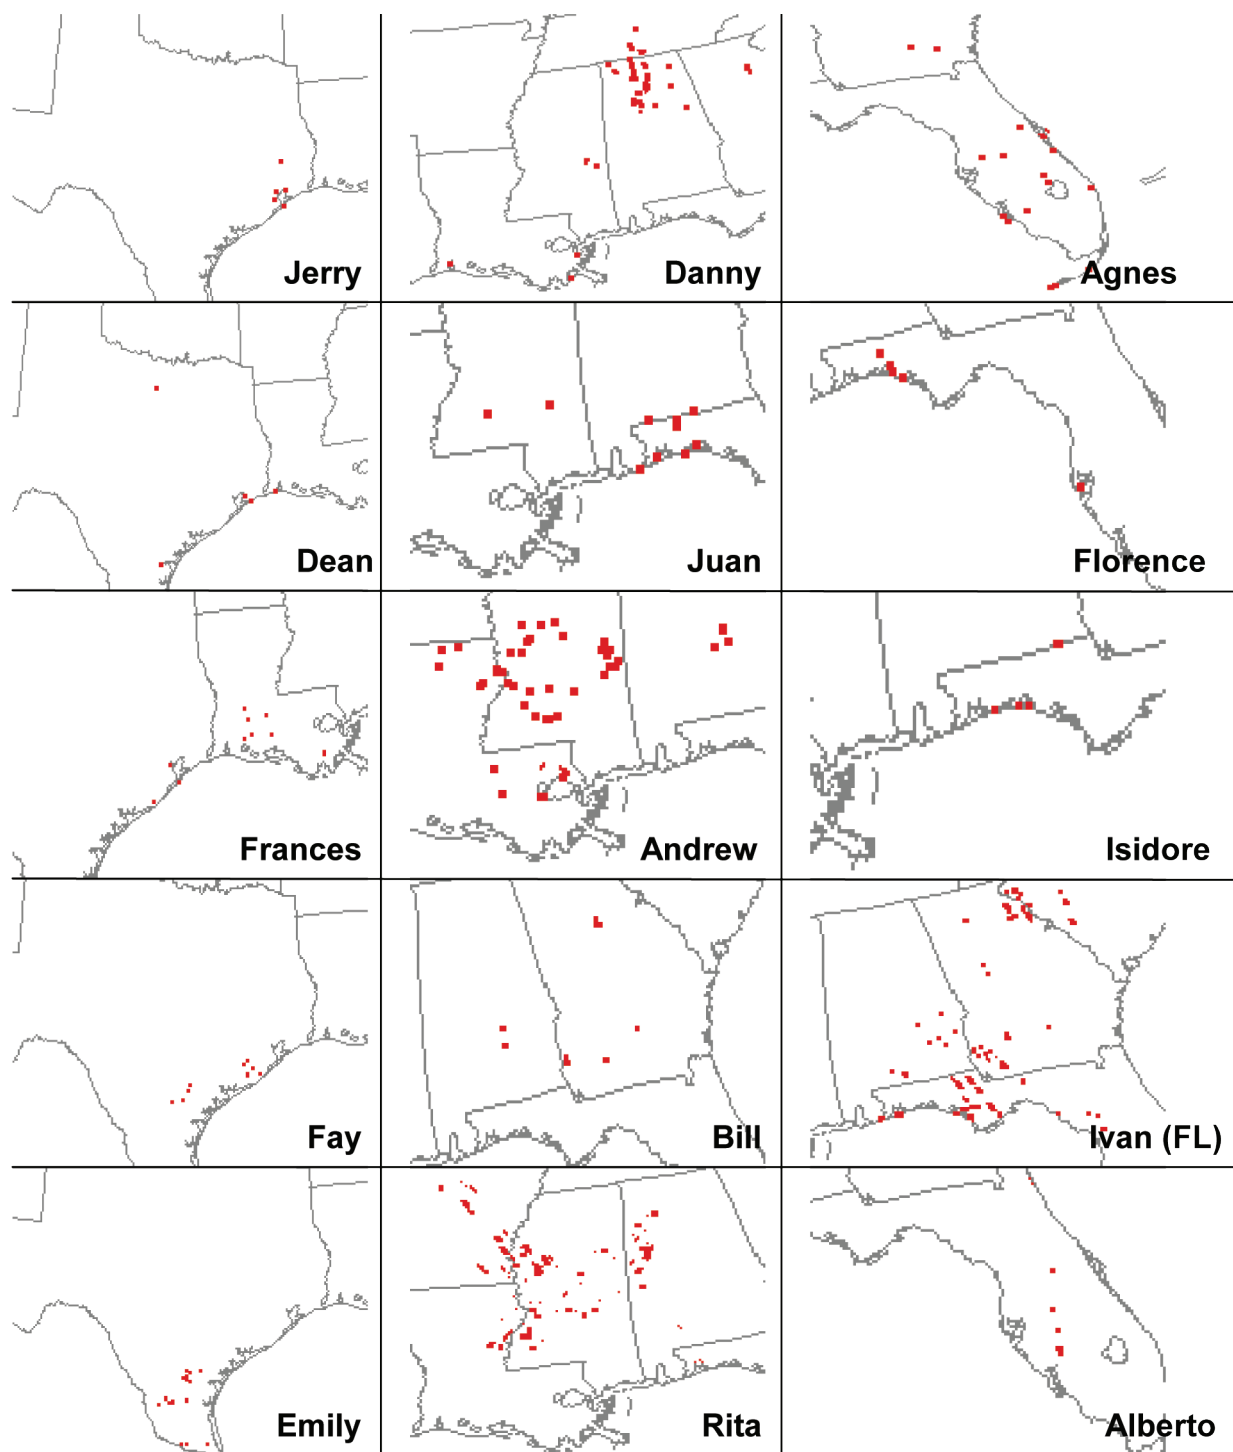 Jerry
Danny
Agnes
Dean
Juan
Florence
Frances
Andrew
Isidore
Fay
Bill
Ivan (FL)
Emily
Rita
Alberto